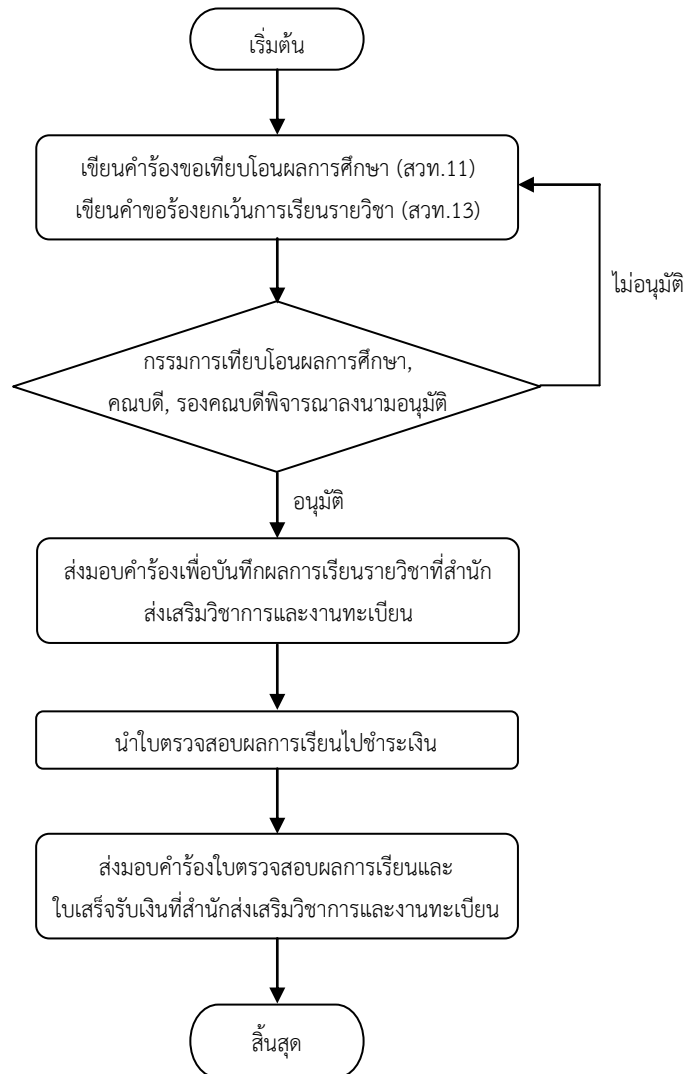 เริ่มต้น
เขียนคำร้องขอเทียบโอนผลการศึกษา (สวท.11)
เขียนคำขอร้องยกเว้นการเรียนรายวิชา (สวท.13)
ไม่อนุมัติ
กรรมการเทียบโอนผลการศึกษา,
คณบดี, รองคณบดีพิจารณาลงนามอนุมัติ
อนุมัติ
ส่งมอบคำร้องเพื่อบันทึกผลการเรียนรายวิชาที่สำนัก
ส่งเสริมวิชาการและงานทะเบียน
นำใบตรวจสอบผลการเรียนไปชำระเงิน
ส่งมอบคำร้องใบตรวจสอบผลการเรียนและ
ใบเสร็จรับเงินที่สำนักส่งเสริมวิชาการและงานทะเบียน
สิ้นสุด